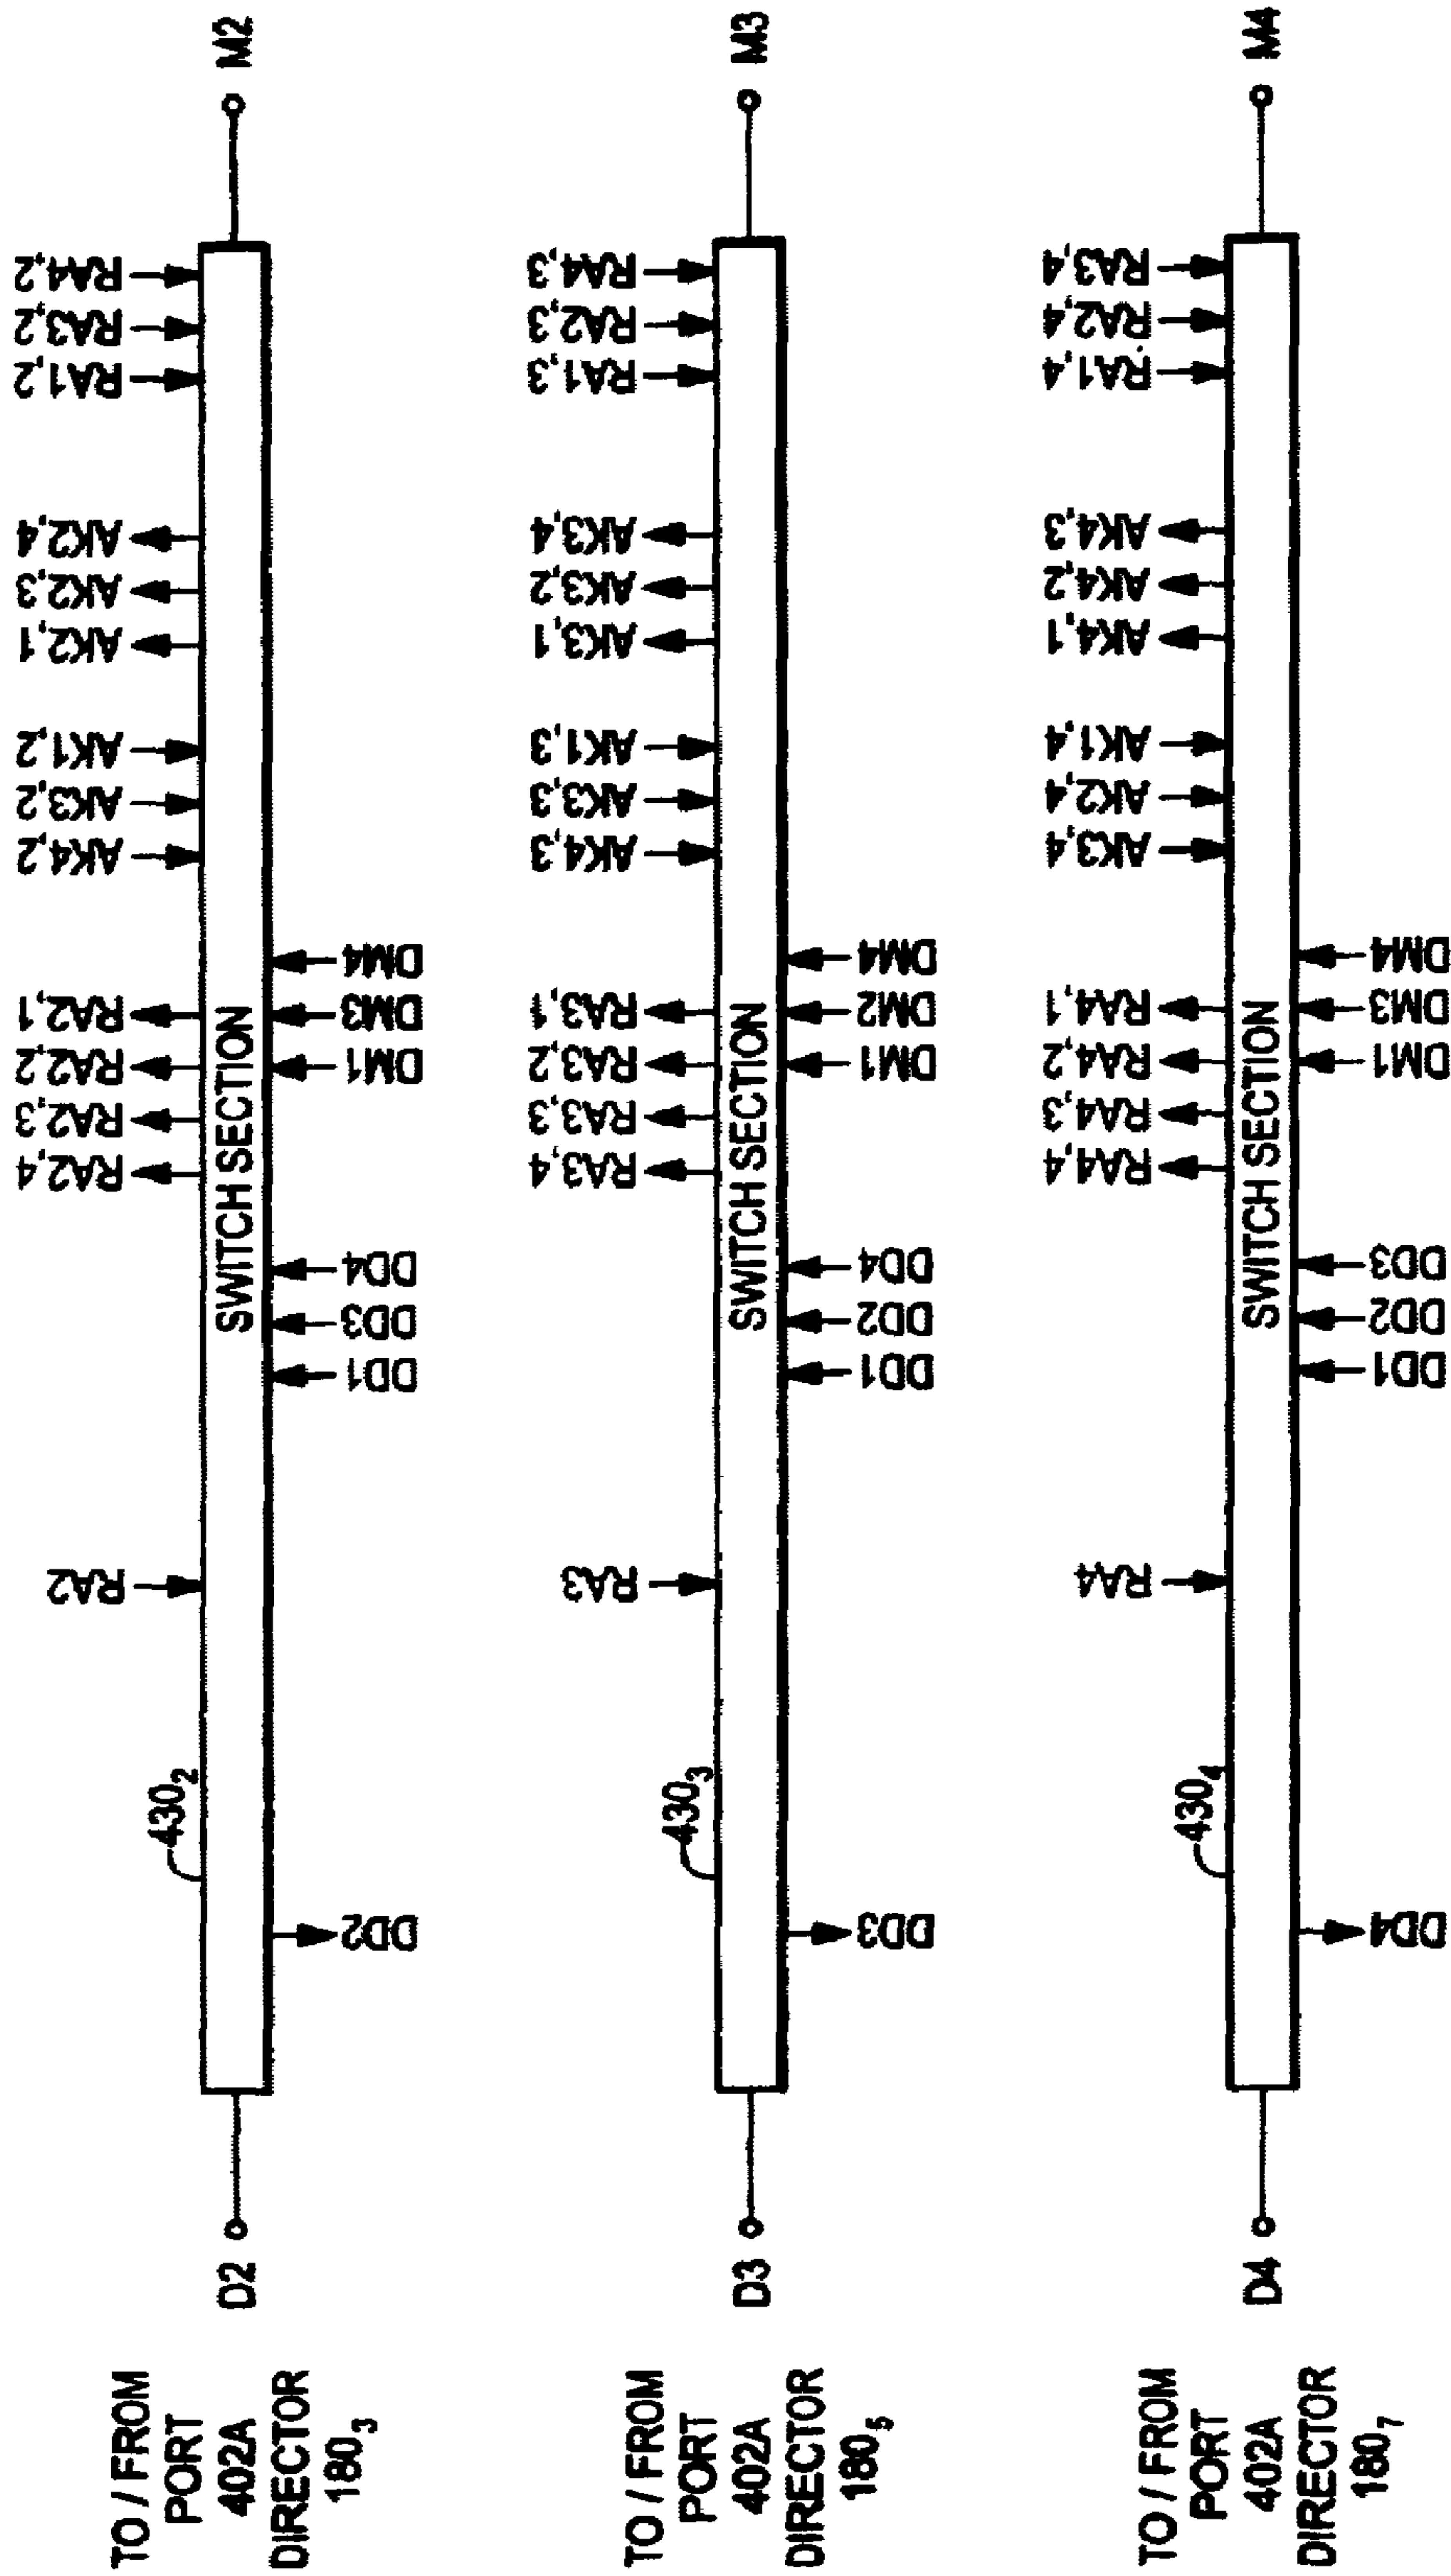 TO / FROM
PORT
402A
DIRECTOR
180₃
D2
DD2
430₂
RA2
DD1
DD3
DD4
SWITCH SECTION
RA2,4
RA2,3
RA2,2
RA2,1
DM1
DM3
DM4
AK4,2
AK3,2
AK1,2
AK2,1
AK2,3
AK2,4
RA1,2
RA3,2
RA4,2
M2
TO / FROM
PORT
402A
DIRECTOR
180₅
D3
DD3
430₃
RA3
DD1
DD2
DD4
SWITCH SECTION
RA3,4
RA3,3
RA3,2
RA3,1
DM1
DM2
DM4
AK4,3
AK3,3
AK1,3
AK3,1
AK3,2
AK3,4
RA1,3
RA2,3
RA4,3
M3
TO / FROM
PORT
402A
DIRECTOR
180₇
D4
DD4
430₄
RA4
DD1
DD2
DD3
SWITCH SECTION
RA4,4
RA4,3
RA4,2
RA4,1
DM1
DM3
DM4
AK3,4
AK2,4
AK1,4
AK4,1
AK4,2
AK4,3
RA1,4
RA2,4
RA3,4
M4